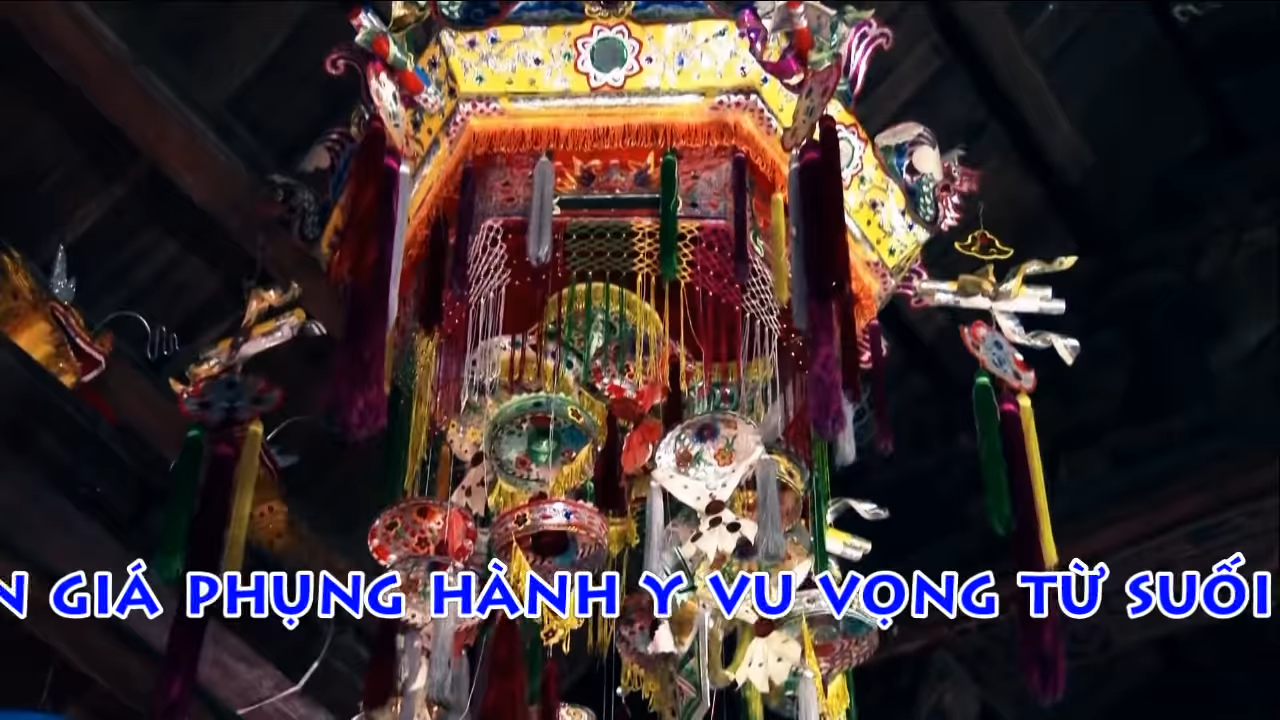 GIÁ PHỤNG HÀNH Y VU VỌNG TỪ SUỐI